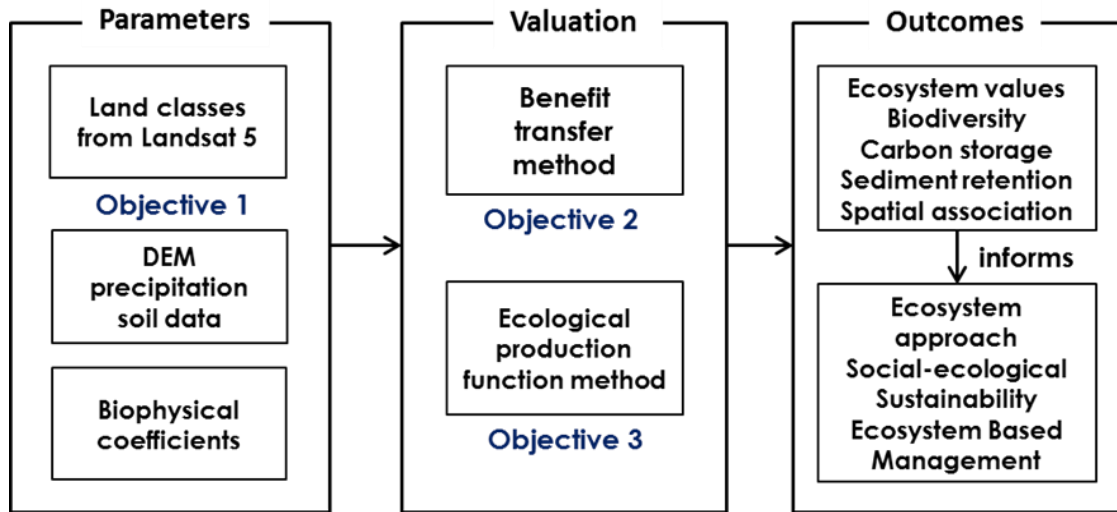 Parameters
Land classes
from Landsat 5
Objective 1
DEM
precipitation
soil data
Biophysical
coefficients
Valuation
Benefit
transfer
method
Objective 2
Ecological
production
function method
Objective 3
Outcomes
Ecosystem values
Biodiversity
Carbon storage
Sediment retention
Spatial association
informs
Ecosystem
approach
Social-ecological
Sustainability
Ecosystem Based
Management